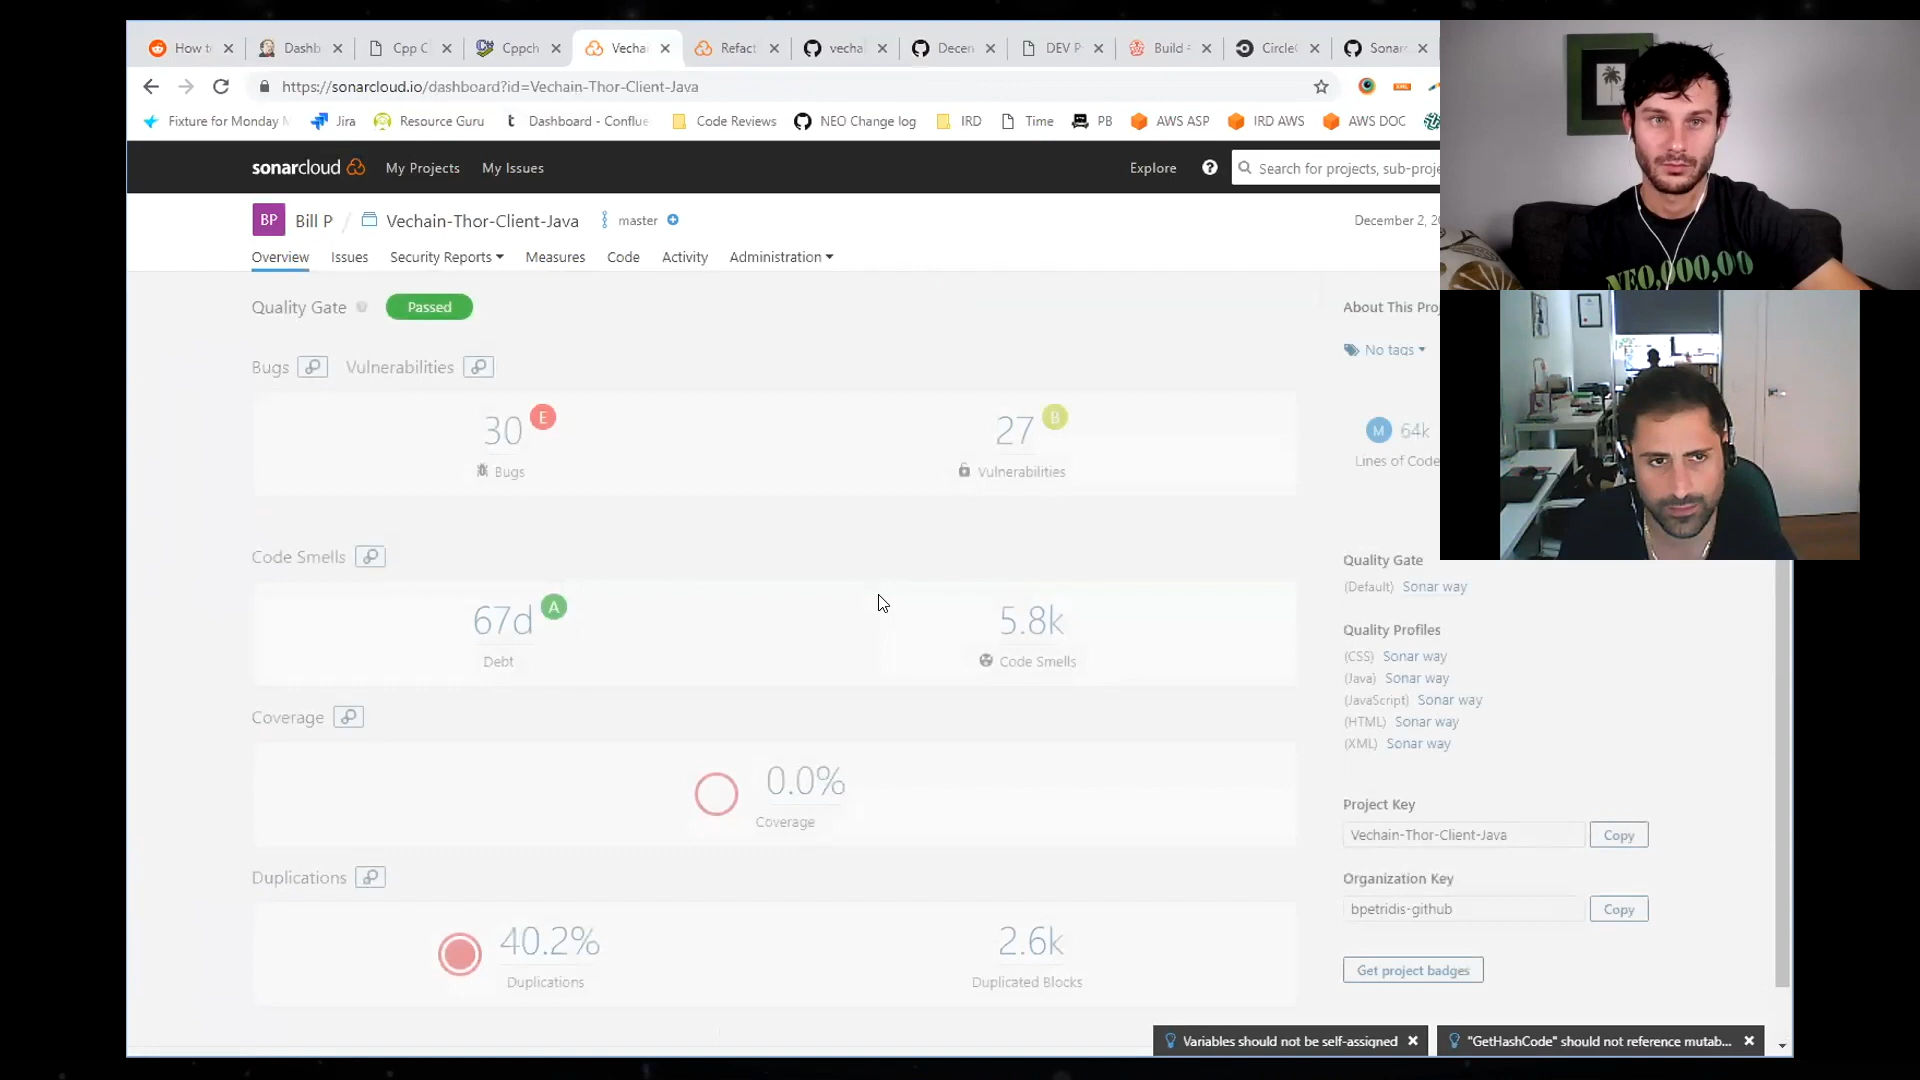 How t
Dashb
Cpp C
Cppch
Vechai
Refact
vechai
Decen
DEV P
Build
Circle
Sonar
https://sonarcloud.io/dashboard?id=Vechain-Thor-Client-Java
Fixture for Monday
Jira
Resource Guru
Dashboard - Conflue
Code Reviews
NEO Change log
IRD
Time
PB
AWS ASP
IRD AWS
AWS DOC
sonarcloud
My Projects
My Issues
Explore
Search for projects, sub-proje
BP
Bill P / Vechain-Thor-Client-Java
master
December 2, 20
Overview
Issues
Security Reports
Measures
Code
Activity
Administration
Quality Gate
Passed
About This Pro
No tags
Bugs
Vulnerabilities
30 E
Bugs
27 B
Vulnerabilities
M 64k
Lines of Code
NEO,000,00
Code Smells
67d A
Debt
5.8k
Code Smells
Quality Gate
(Default) Sonar way
Quality Profiles
(CSS) Sonar way
(Java) Sonar way
(JavaScript) Sonar way
(HTML) Sonar way
(XML) Sonar way
Coverage
0.0%
Coverage
Project Key
Vechain-Thor-Client-Java
Copy
Organization Key
bpetridis-github
Copy
Get project badges
Duplications
40.2%
Duplications
2.6k
Duplicated Blocks
Variables should not be self-assigned
"GetHashCode" should not reference mutab...